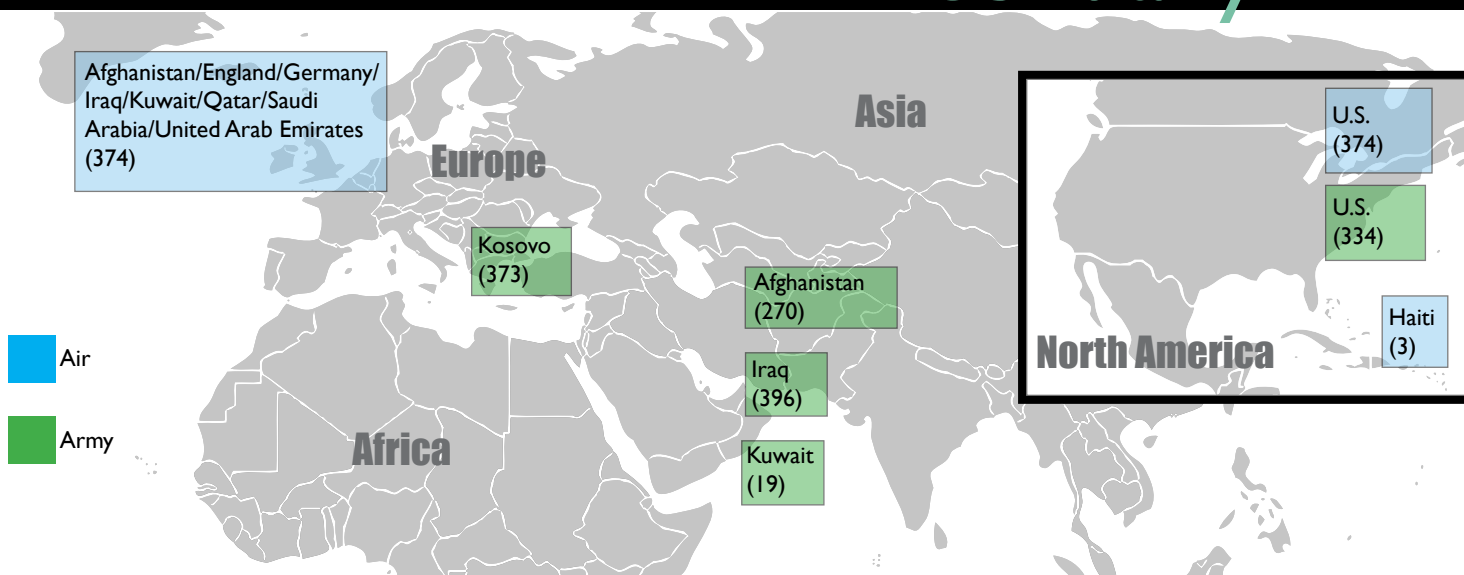 Afghanistan/England/Germany/
Iraq/Kuwait/Qatar/Saudi
Arabia/United Arab Emirates
(374)
Europe
Asia
Kosovo
(373)
Afghanistan
(270)
Iraq
(396)
Kuwait
(19)
Africa
Air
Army
U.S.
(374)
U.S.
(334)
Haiti
(3)
North America